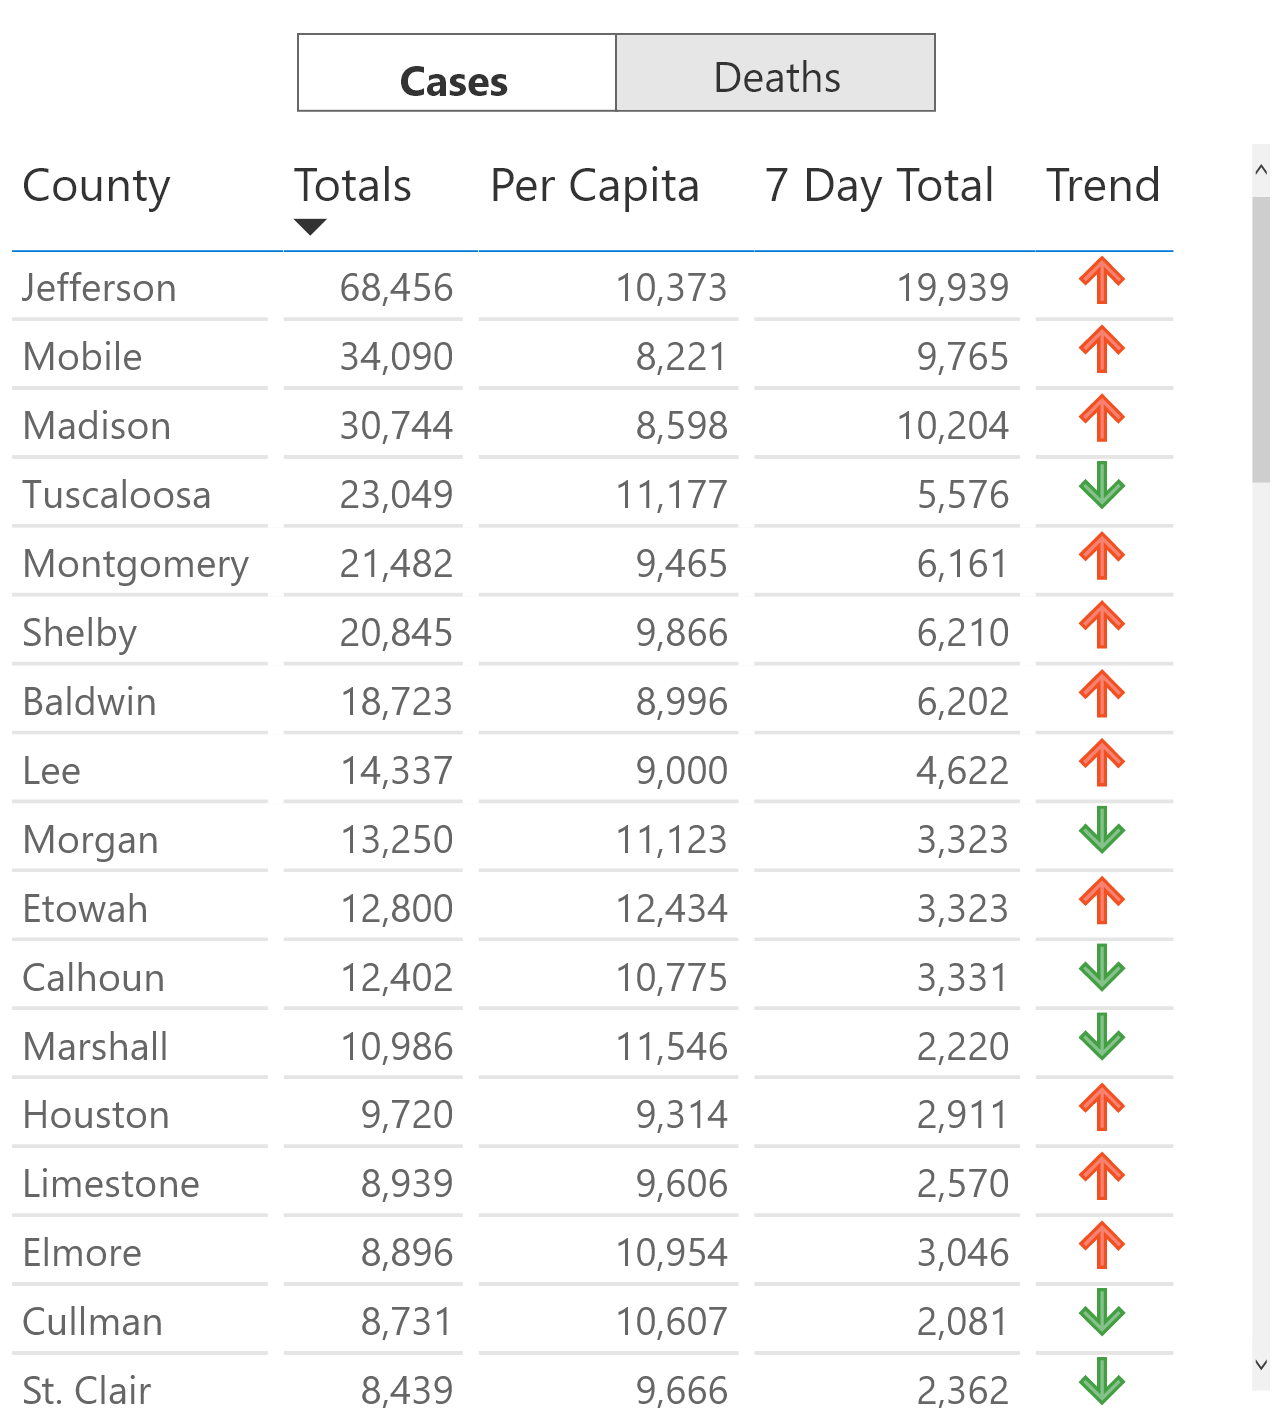 Cases Deaths
County Totals Per Capita 7 Day Total Trend
Jefferson 68,456 10,373 19,939
Mobile 34,090 8,221 9,765
Madison 30,744 8,598 10,204
Tuscaloosa 23,049 11,177 5,576
Montgomery 21,482 9,465 6,161
Shelby 20,845 9,866 6,210
Baldwin 18,723 8,996 6,202
Lee 14,337 9,000 4,622
Morgan 13,250 11,123 3,323
Etowah 12,800 12,434 3,323
Calhoun 12,402 10,775 3,331
Marshall 10,986 11,546 2,220
Houston 9,720 9,314 2,911
Limestone 8,939 9,606 2,570
Elmore 8,896 10,954 3,046
Cullman 8,731 10,607 2,081
St. Clair 8,439 9,666 2,362